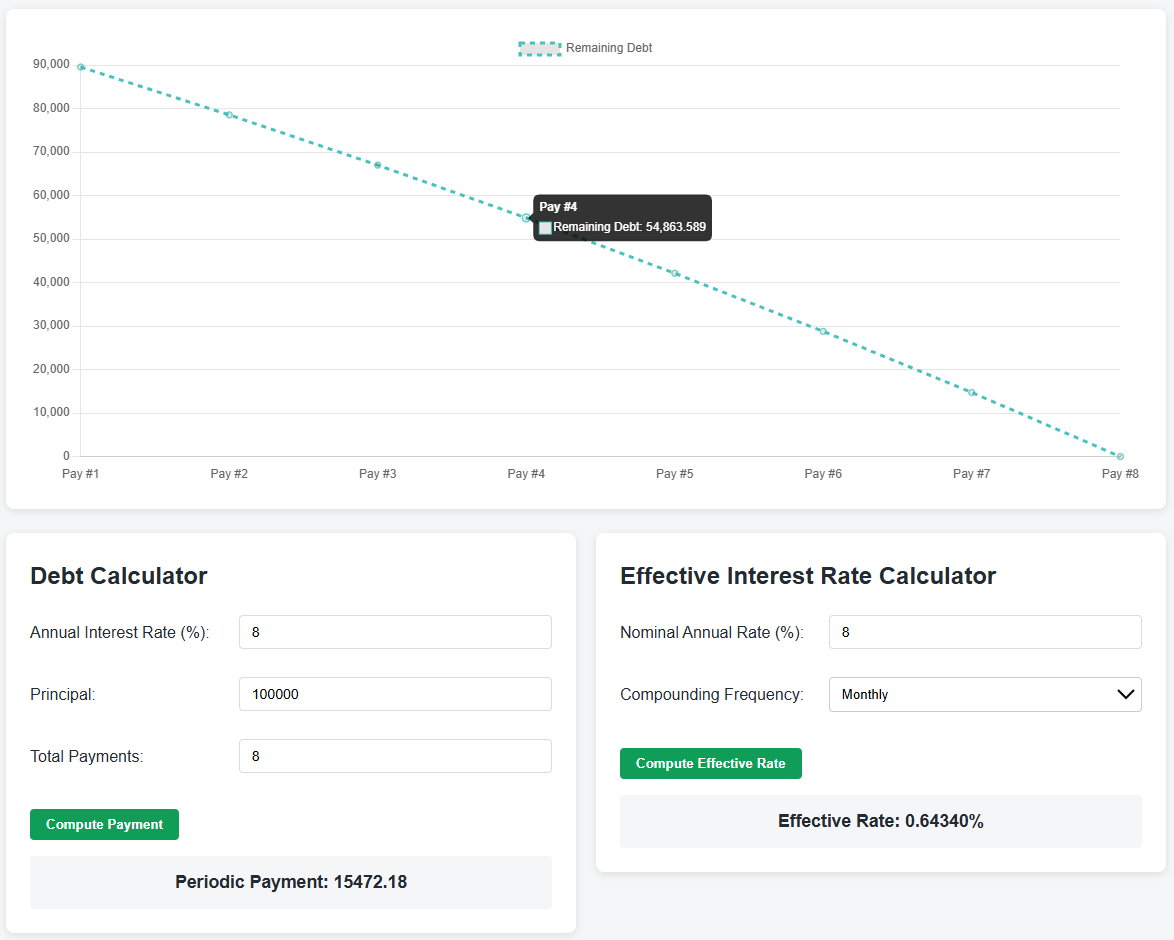 Remaining Debt
90,000
80,000
70,000
60,000
50,000
40,000
30,000
20,000
10,000
0
Pay #4
Remaining Debt: 54,863.589
Pay #1 Pay #2 Pay #3 Pay #4 Pay #5 Pay #6 Pay #7 Pay #8
Debt Calculator
Annual Interest Rate (%): 8
Principal: 100000
Total Payments: 8
Compute Payment
Periodic Payment: 15472.18
Effective Interest Rate Calculator
Nominal Annual Rate (%): 8
Compounding Frequency: Monthly
Compute Effective Rate
Effective Rate: 0.64340%